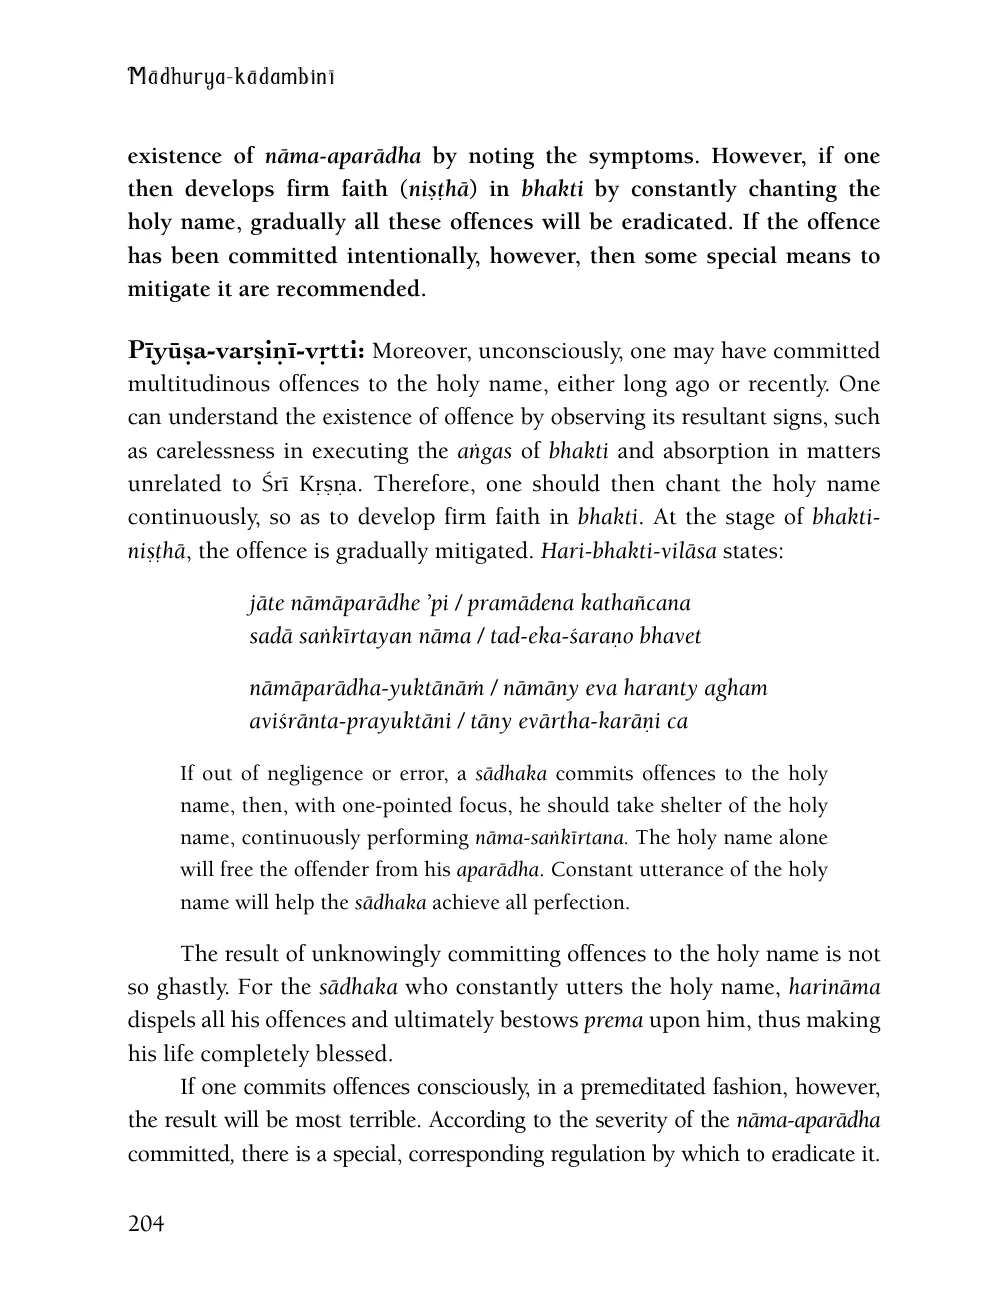 Mādhurya-kādambinī
existence of nāma-aparādha by noting the symptoms. However, if one
then develops firm faith (niṣṭhā) in bhakti by constantly chanting the
holy name, gradually all these offences will be eradicated. If the offence
has been committed intentionally, however, then some special means to
mitigate it are recommended.
Pīyūṣa-varṣiṇī-vṛtti: Moreover, unconsciously, one may have committed
multitudinous offences to the holy name, either long ago or recently. One
can understand the existence of offence by observing its resultant signs, such
as carelessness in executing the aṅgas of bhakti and absorption in matters
unrelated to Śrī Kṛṣṇa. Therefore, one should then chant the holy name
continuously, so as to develop firm faith in bhakti. At the stage of bhakti-
niṣṭhā, the offence is gradually mitigated. Hari-bhakti-vilāsa states:
jāte nāmāparādhe ’pi / pramādena kathañcana
sadā saṅkīrtayan nāma / tad-eka-śaraṇo bhavet
nāmāparādha-yuktānāṁ / nāmāny eva haranty agham
aviśrānta-prayuktāni / tāny evārtha-karāṇi ca
If out of negligence or error, a sādhaka commits offences to the holy
name, then, with one-pointed focus, he should take shelter of the holy
name, continuously performing nāma-saṅkīrtana. The holy name alone
will free the offender from his aparādha. Constant utterance of the holy
name will help the sādhaka achieve all perfection.
The result of unknowingly committing offences to the holy name is not
so ghastly. For the sādhaka who constantly utters the holy name, harināma
dispels all his offences and ultimately bestows prema upon him, thus making
his life completely blessed.
If one commits offences consciously, in a premeditated fashion, however,
the result will be most terrible. According to the severity of the nāma-aparādha
committed, there is a special, corresponding regulation by which to eradicate it.
204